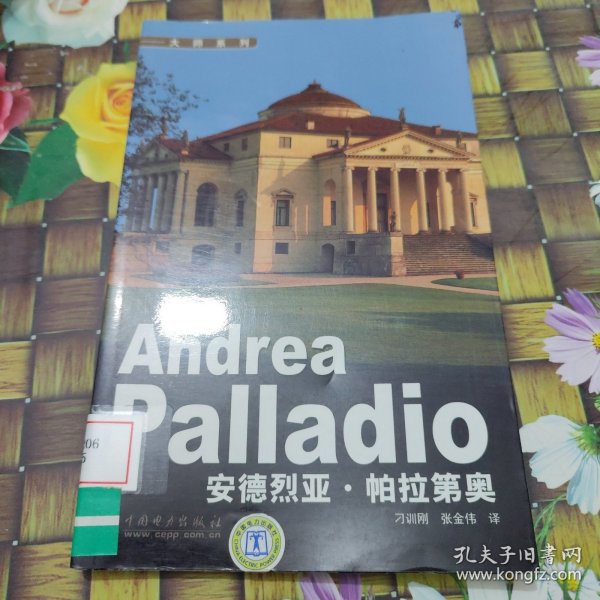 大师系列
Andrea
Palladio
安德烈亚·帕拉第奥
刁训刚 张金伟 译
中国电力出版社
www.cepp.com.cn
206
5
孔夫子旧书网
www.kongfz.com